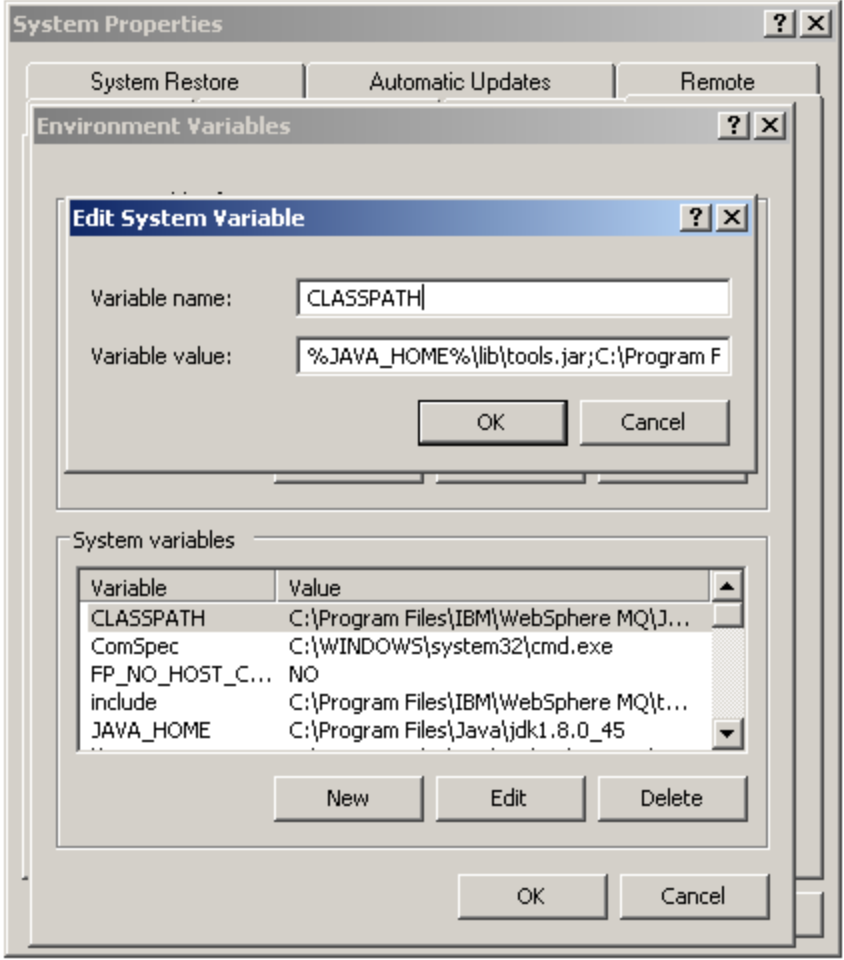 System Properties
System Restore Automatic Updates Remote
Environment Variables
Edit System Variable
Variable name: CLASSPATH
Variable value: %JAVA_HOME%\lib\tools.jar;C:\Program F
OK Cancel
System variables
Variable Value
CLASSPATH C:\Program Files\IBM\WebSphere MQ\J...
ComSpec C:\WINDOWS\system32\cmd.exe
FP_NO_HOST_C... NO
include C:\Program Files\IBM\WebSphere MQ\t...
JAVA_HOME C:\Program Files\Java\jdk1.8.0_45
New Edit Delete
OK Cancel